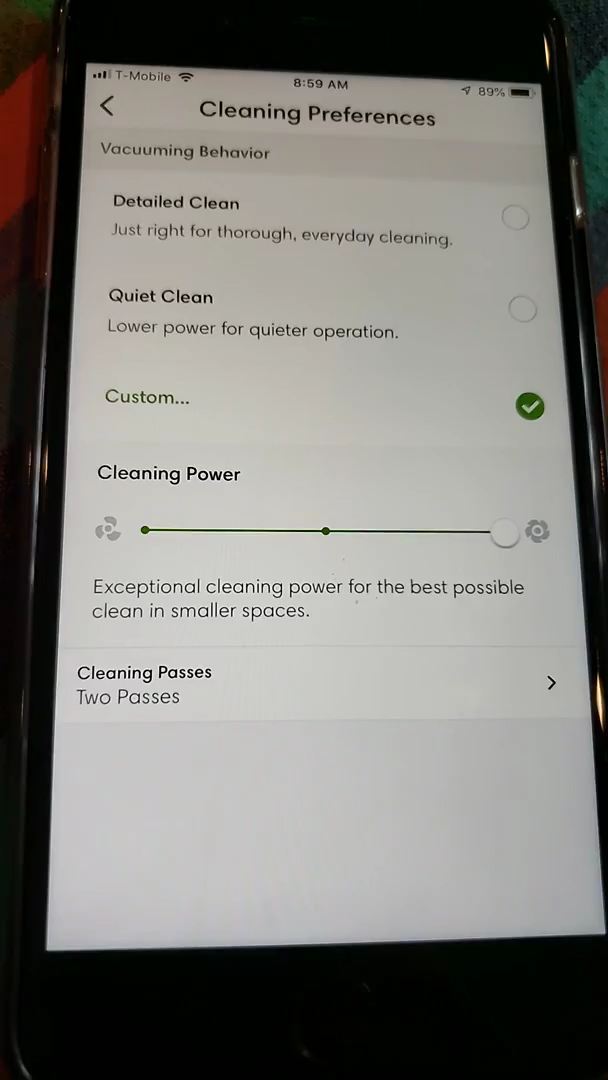 T-Mobile
8:59 AM
89%
Cleaning Preferences
Vacuuming Behavior
Detailed Clean
Just right for thorough, everyday cleaning.
Quiet Clean
Lower power for quieter operation.
Custom...
Cleaning Power
Exceptional cleaning power for the best possible
clean in smaller spaces.
Cleaning Passes
Two Passes